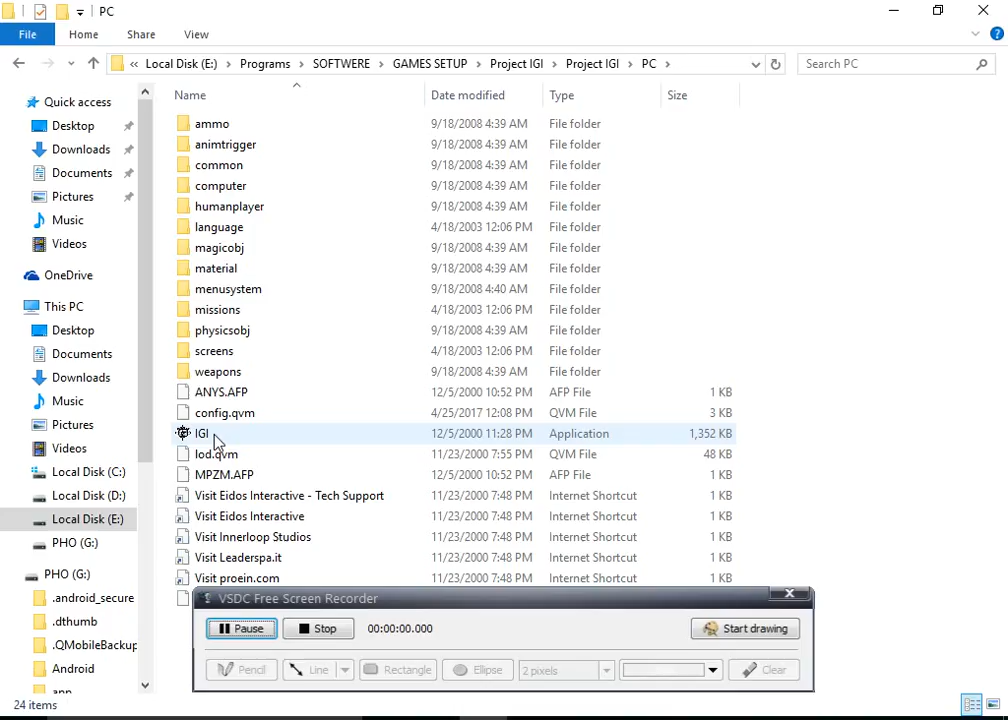 PC
File Home Share View
« Local Disk (E:) Programs SOFTWERE GAMES SETUP Project IGI Project IGI PC Search PC
Name Date modified Type Size
Quick access
Desktop
Downloads
Documents
Pictures
Music
Videos
OneDrive
This PC
Desktop
Documents
Downloads
Music
Pictures
Videos
Local Disk (C:)
Local Disk (D:)
Local Disk (E:)
PHO (G:)
PHO (G:)
.android_secure
.dthumb
.QMobileBackup
Android
app
ammo 9/18/2008 4:39 AM File folder
animtrigger 9/18/2008 4:39 AM File folder
common 9/18/2008 4:39 AM File folder
computer 9/18/2008 4:39 AM File folder
humanplayer 9/18/2008 4:39 AM File folder
language 4/18/2003 12:06 PM File folder
magicobj 9/18/2008 4:39 AM File folder
material 9/18/2008 4:39 AM File folder
menusystem 9/18/2008 4:40 AM File folder
missions 4/18/2003 12:06 PM File folder
physicsobj 9/18/2008 4:39 AM File folder
screens 4/18/2003 12:06 PM File folder
weapons 9/18/2008 4:39 AM File folder
ANYS.AFP 12/5/2000 10:52 PM AFP File 1 KB
config.qvm 4/25/2017 12:08 PM QVM File 3 KB
IGI 12/5/2000 11:28 PM Application 1,352 KB
lod.qvm 11/23/2000 7:55 PM QVM File 48 KB
MPZM.AFP 12/5/2000 10:52 PM AFP File 1 KB
Visit Eidos Interactive - Tech Support 11/23/2000 7:48 PM Internet Shortcut 1 KB
Visit Eidos Interactive 11/23/2000 7:48 PM Internet Shortcut 1 KB
Visit Innerloop Studios 11/23/2000 7:48 PM Internet Shortcut 1 KB
Visit Leaderspa.it 11/23/2000 7:48 PM Internet Shortcut 1 KB
Visit proein.com 11/23/2000 7:48 PM Internet Shortcut 1 KB
VSDC Free Screen Recorder
Pause Stop 00:00:00.000 Start drawing
Pencil Line Rectangle Ellipse 2 pixels Clear
24 items